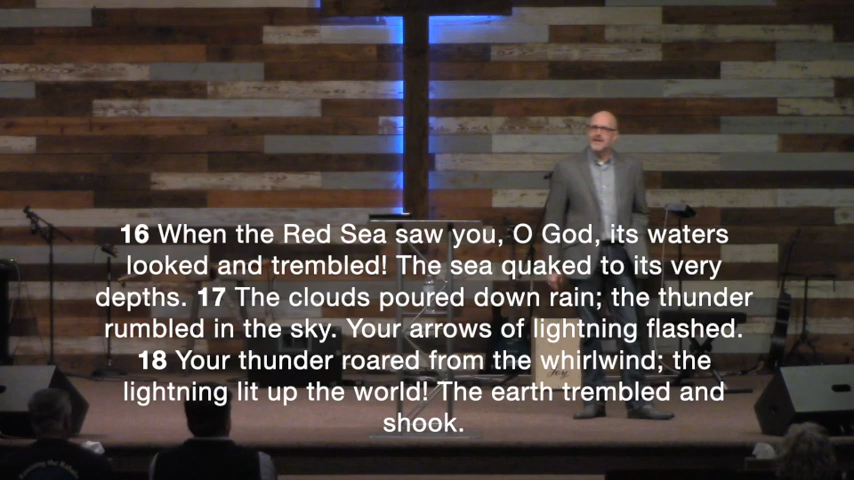 16 When the Red Sea saw you, O God, its waters
looked and trembled! The sea quaked to its very
depths. 17 The clouds poured down rain; the thunder
rumbled in the sky. Your arrows of lightning flashed.
18 Your thunder roared from the whirlwind; the
lightning lit up the world! The earth trembled and
shook.
Joy